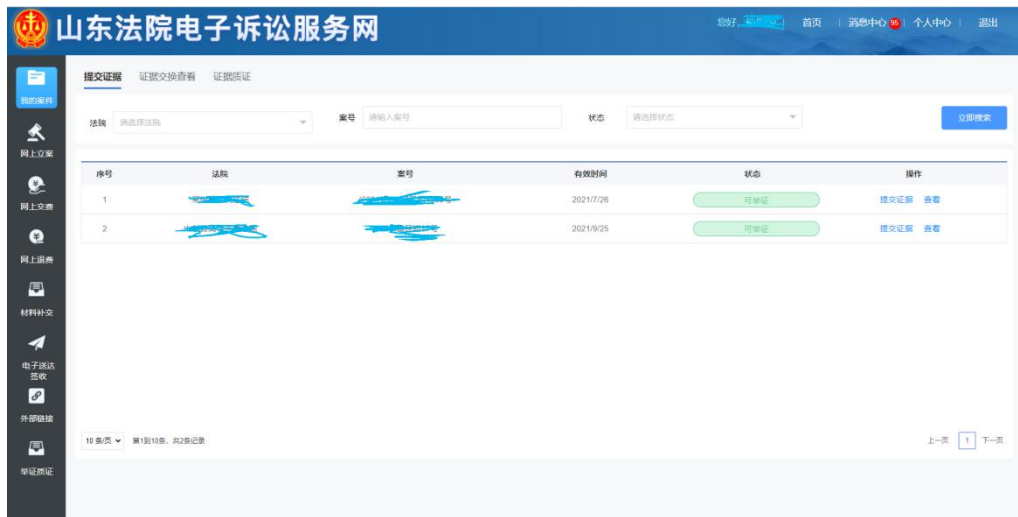 山东法院电子诉讼服务网
您好, 首页 | 消息中心 95 | 个人中心 | 退出
我的案件
网上立案
网上交费
网上退费
材料补交
电子送达
签收
外部链接
举证质证
提交证据 证据交换查看 证据质证
法院 请选择法院 案号 请输入案号 状态 请选择状态 立即搜索
序号 法院 案号 有效时间 状态 操作
1 2021/7/26 可举证 提交证据 查看
2 2021/9/25 可举证 提交证据 查看
10 条/页 第1到10条，共2条记录 上一页 1 下一页